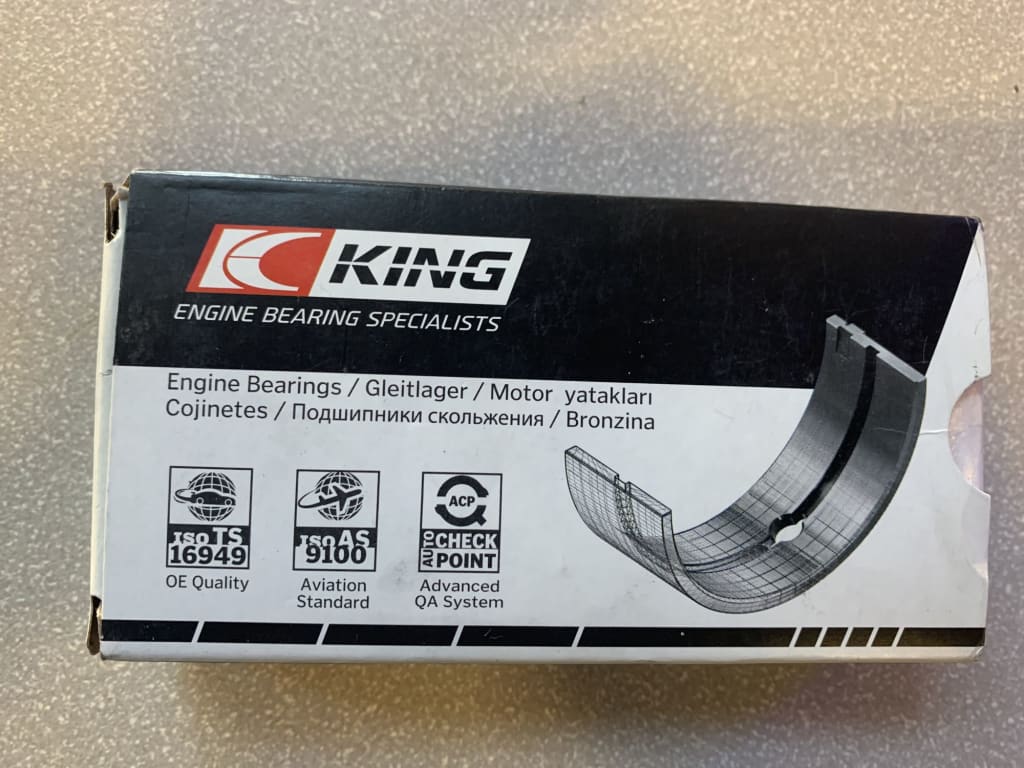 KING
ENGINE BEARING SPECIALISTS
Engine Bearings / Gleitlager / Motor yatakları
Cojinetes / Подшипники скольжения / Bronzina
ISO TS
16949
OE Quality
ISO AS
9100
Aviation
Standard
ACP
AUTO CHECK
POINT
Advanced
QA System